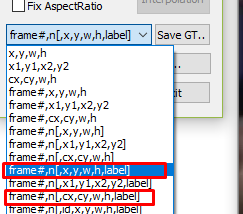 Fix AspectRatio
Interpolation
frame#,n[,x,y,w,h,label]
Save GT..
x,y,w,h
x1,y1,x2,y2
cx,cy,w,h
frame#,x,y,w,h
frame#,x1,y1,x2,y2
frame#,cx,cy,w,h
frame#,n[,x,y,w,h]
frame#,n[,x1,y1,x2,y2]
frame#,n[,cx,cy,w,h]
frame#,n[,x,y,w,h,label]
frame#,n[,x1,y1,x2,y2,label]
frame#,n[,cx,cy,w,h,label]
frame#,n[,id,x,y,w,h,label]